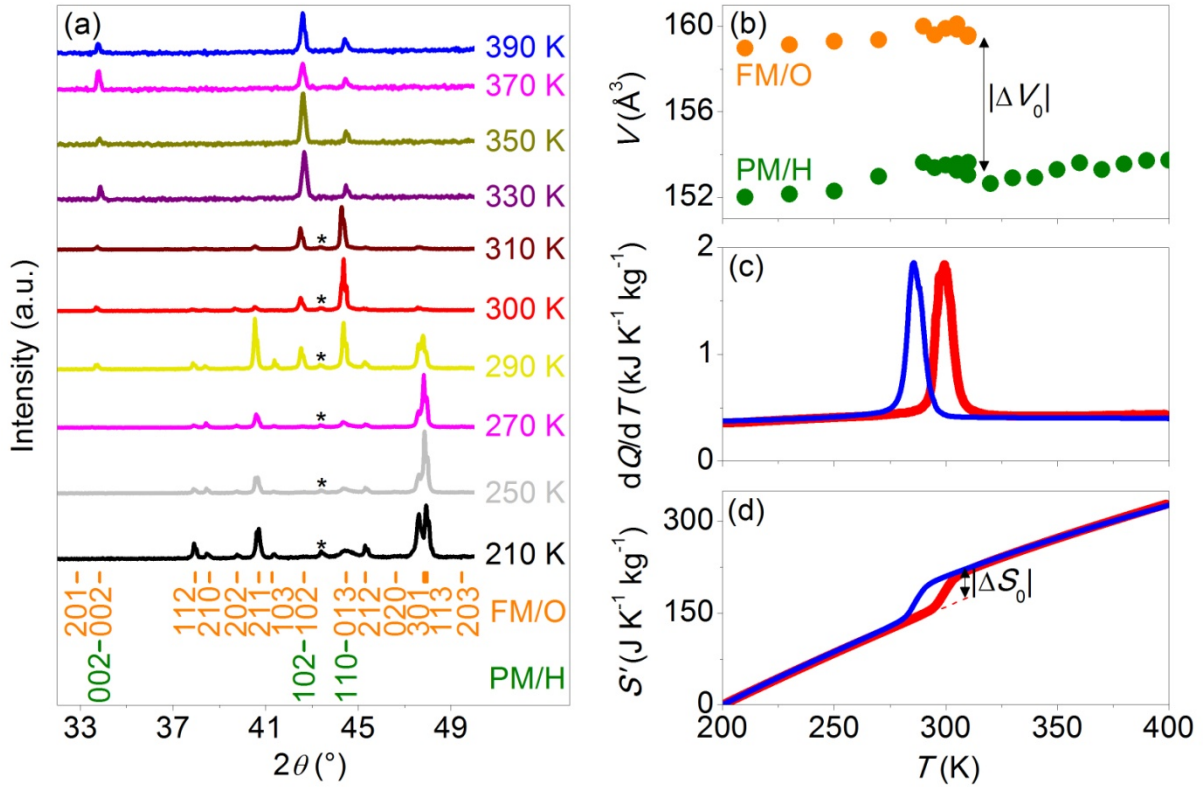 (a)
390 K
370 K
350 K
330 K
310 K
*
300 K
*
290 K
*
270 K
*
250 K
*
210 K
*
Intensity (a.u.)
201
002
112
210
202
211
103
102
013
212
020
301
113
203
FM/O
002
102
110
PM/H
33 37 41 45 49
2θ (°)
(b)
160
156
152
V (Å³)
FM/O
PM/H
|ΔV₀|
(c)
2
1
0
dQ/dT (kJ K⁻¹ kg⁻¹)
(d)
300
150
0
S′ (J K⁻¹ kg⁻¹)
|ΔS₀|
200 250 300 350 400
T (K)